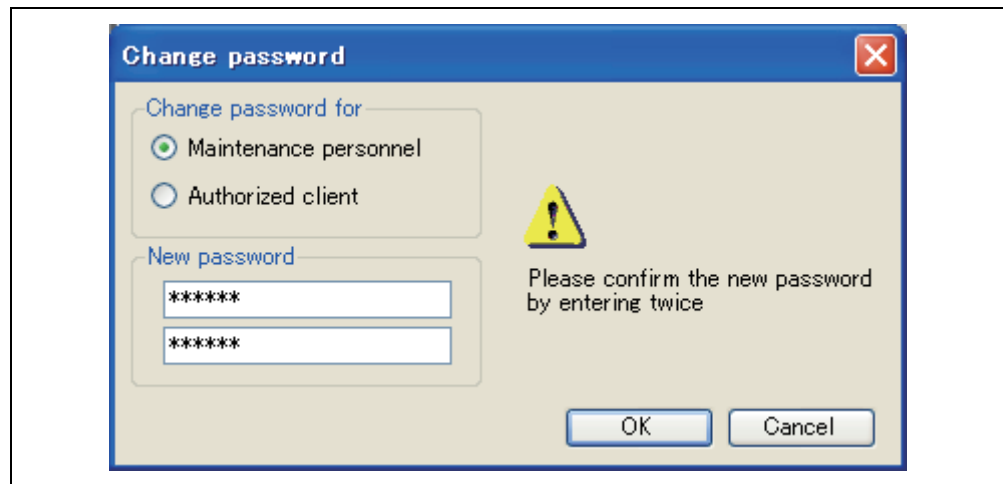 Change password
Change password for
Maintenance personnel
Authorized client
New password
******
******
Please confirm the new password
by entering twice
OK
Cancel